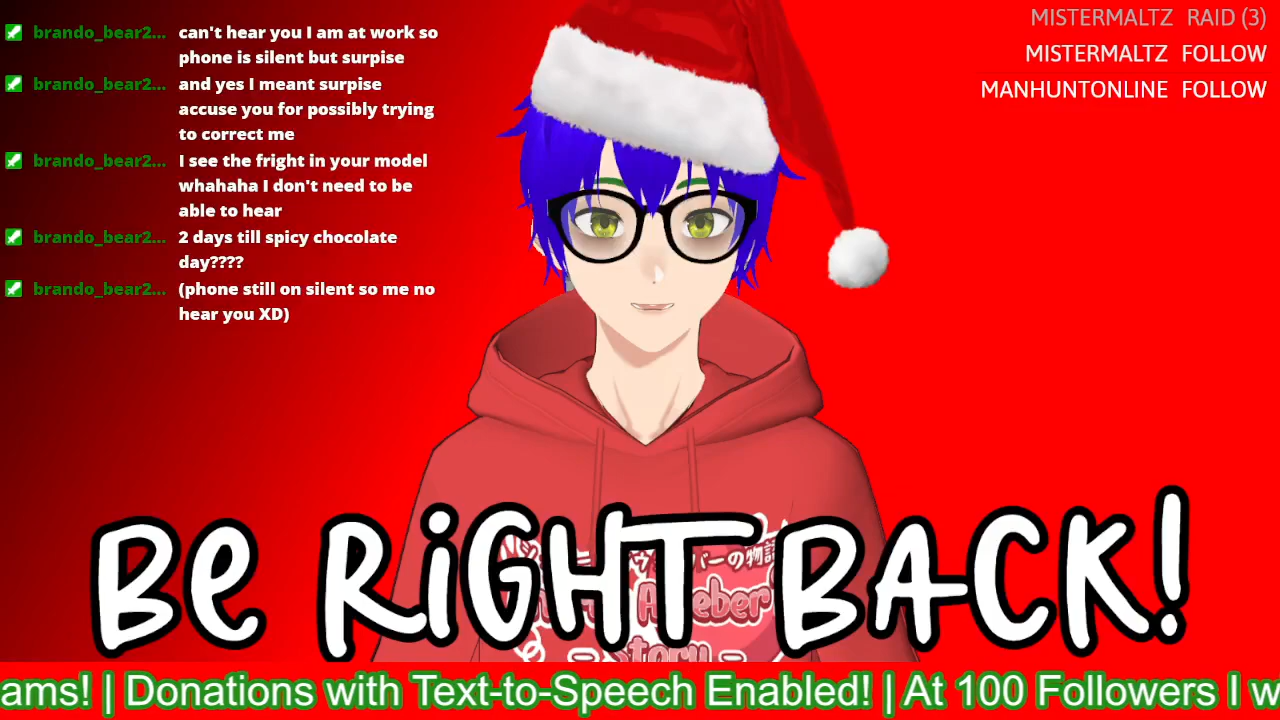 brando_bear2... can't hear you I am at work so
phone is silent but surpise
brando_bear2... and yes I meant surpise
accuse you for possibly trying
to correct me
brando_bear2... I see the fright in your model
whahaha I don't need to be
able to hear
brando_bear2... 2 days till spicy chocolate
day????
brando_bear2... (phone still on silent so me no
hear you XD)
MISTERMALTZ RAID (3)
MISTERMALTZ FOLLOW
MANHUNTONLINE FOLLOW
ーの物
Story
BE RIGHT BACK!
ams! | Donations with Text-to-Speech Enabled! | At 100 Followers I w